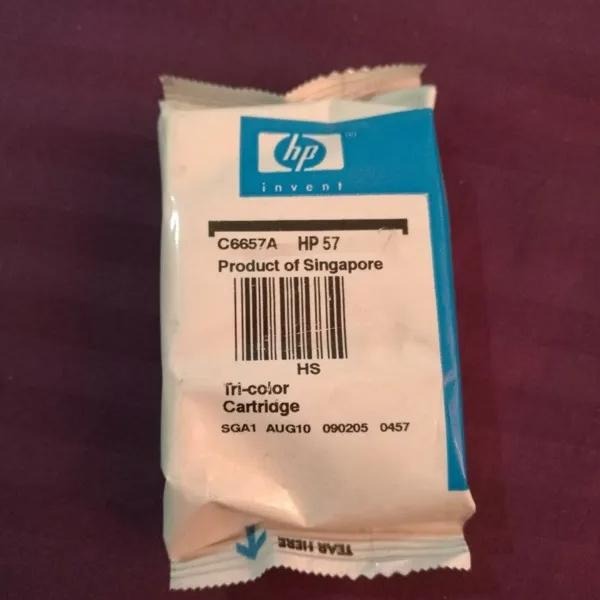 hp
invent
C6657A HP 57
Product of Singapore
HS
Tri-color
Cartridge
SGA1 AUG10 090205 0457
TEAR HERE